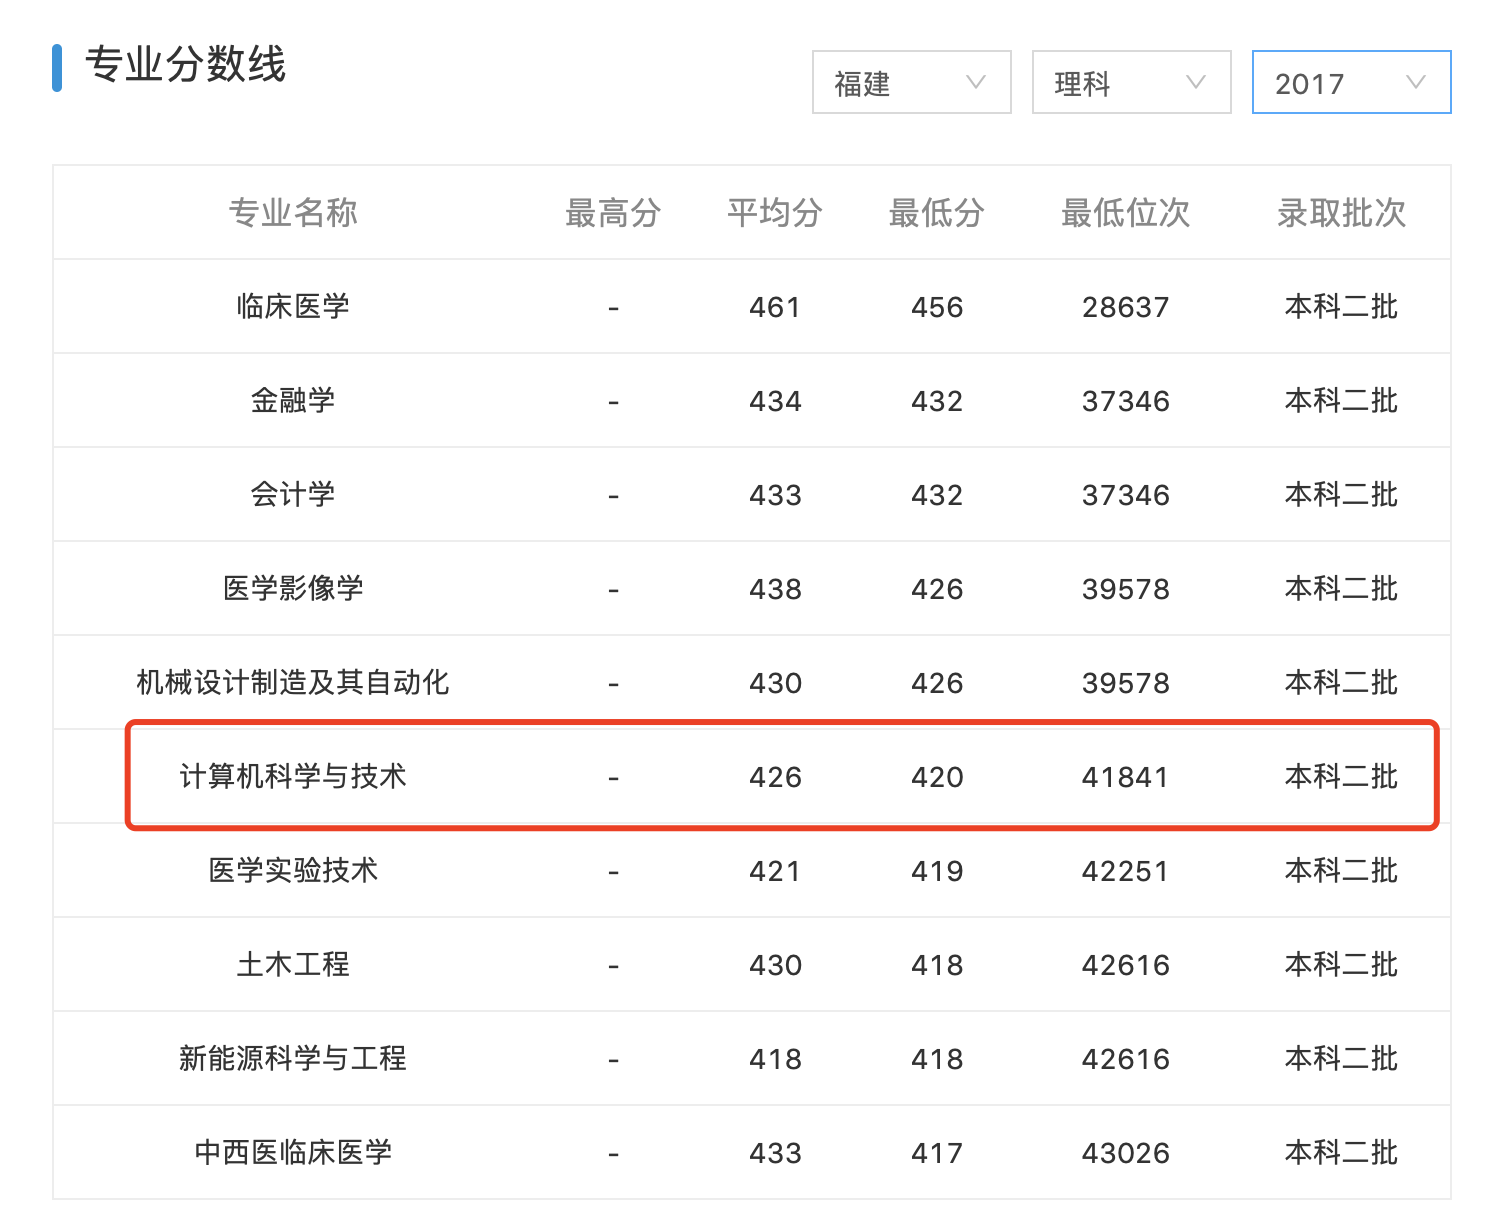 专业分数线
福建 理科 2017
专业名称 最高分 平均分 最低分 最低位次 录取批次
临床医学 - 461 456 28637 本科二批
金融学 - 434 432 37346 本科二批
会计学 - 433 432 37346 本科二批
医学影像学 - 438 426 39578 本科二批
机械设计制造及其自动化 - 430 426 39578 本科二批
计算机科学与技术 - 426 420 41841 本科二批
医学实验技术 - 421 419 42251 本科二批
土木工程 - 430 418 42616 本科二批
新能源科学与工程 - 418 418 42616 本科二批
中西医临床医学 - 433 417 43026 本科二批